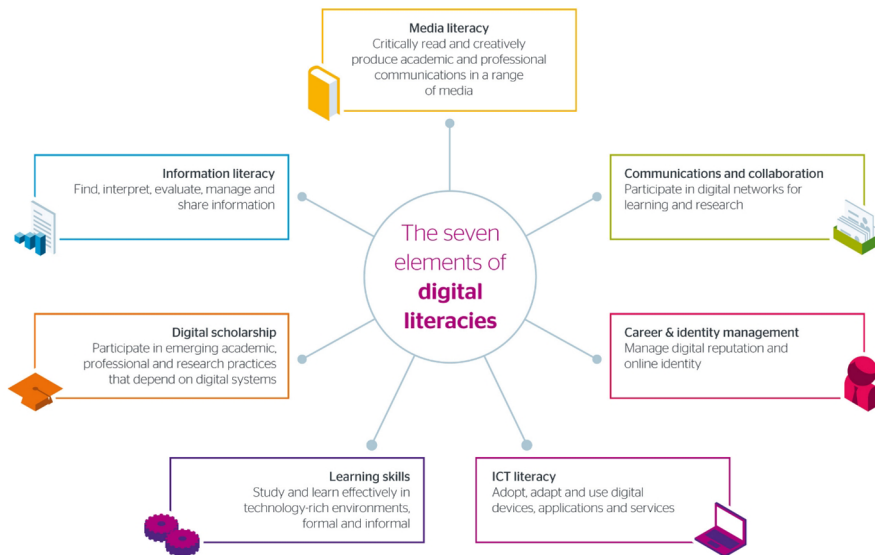 Media literacy
Critically read and creatively
produce academic and professional
communications in a range
of media
Information literacy
Find, interpret, evaluate, manage and
share information
Communications and collaboration
Participate in digital networks for
learning and research
The seven
elements of
digital
literacies
Digital scholarship
Participate in emerging academic,
professional and research practices
that depend on digital systems
Career & identity management
Manage digital reputation and
online identity
Learning skills
Study and learn effectively in
technology-rich environments,
formal and informal
ICT literacy
Adopt, adapt and use digital
devices, applications and services